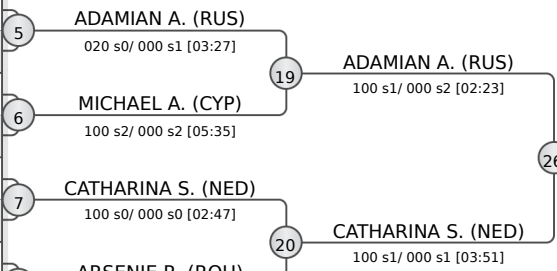 5
ADAMIAN A. (RUS)
020 s0/ 000 s1 [03:27]
19
ADAMIAN A. (RUS)
100 s1/ 000 s2 [02:23]
6
MICHAEL A. (CYP)
100 s2/ 000 s2 [05:35]
26
7
CATHARINA S. (NED)
100 s0/ 000 s0 [02:47]
20
CATHARINA S. (NED)
100 s1/ 000 s1 [03:51]
ARSENIE R. (ROU)